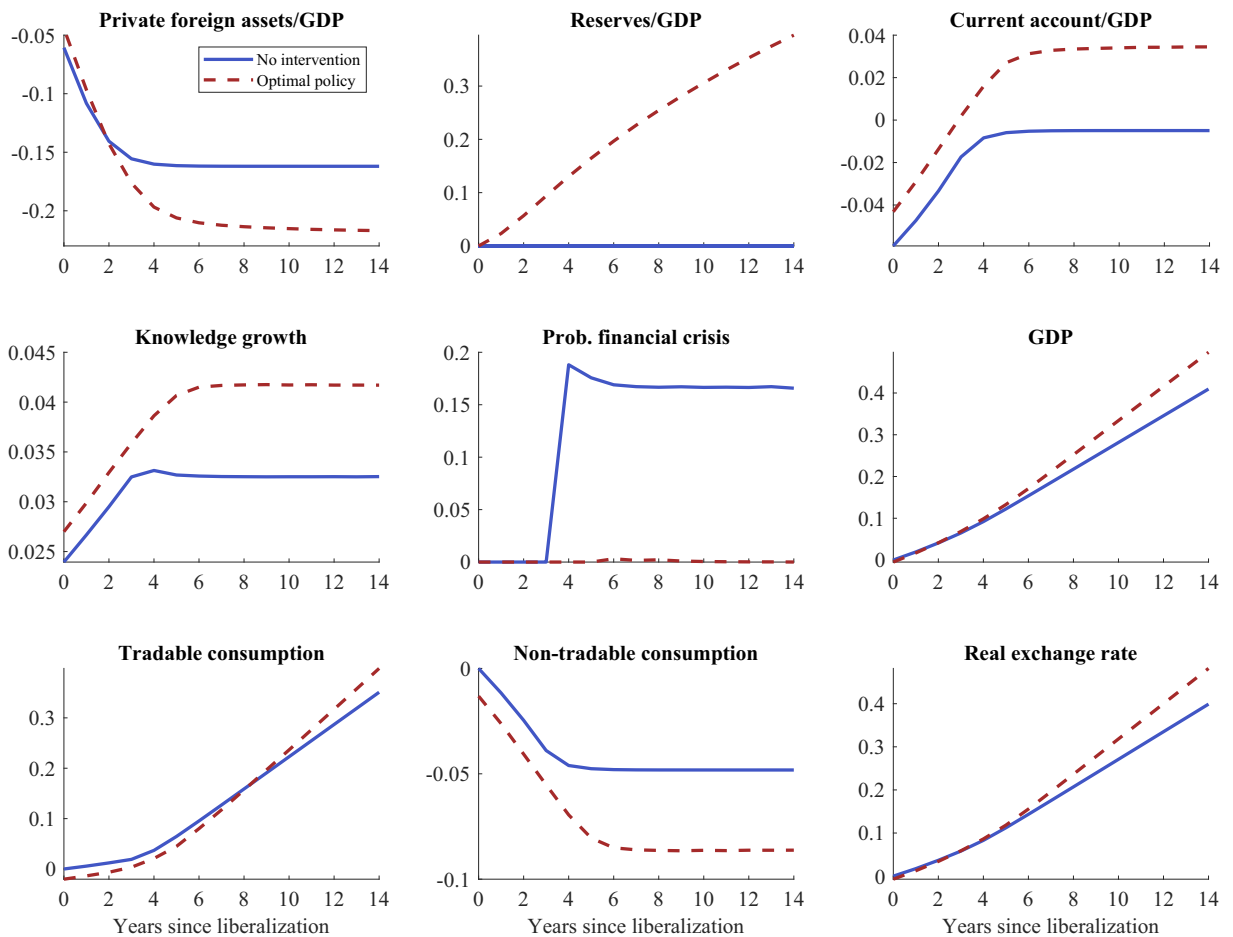 Private foreign assets/GDP
-0.05
-0.1
-0.15
-0.2
0 2 4 6 8 10 12 14
No intervention
Optimal policy
Reserves/GDP
0.3
0.2
0.1
0
0 2 4 6 8 10 12 14
Current account/GDP
0.04
0.02
0
-0.02
-0.04
0 2 4 6 8 10 12 14
Knowledge growth
0.045
0.04
0.035
0.03
0.025
0 2 4 6 8 10 12 14
Prob. financial crisis
0.2
0.15
0.1
0.05
0
0 2 4 6 8 10 12 14
GDP
0.4
0.3
0.2
0.1
0
0 2 4 6 8 10 12 14
Tradable consumption
0.3
0.2
0.1
0
0 2 4 6 8 10 12 14
Years since liberalization
Non-tradable consumption
0
-0.05
-0.1
0 2 4 6 8 10 12 14
Years since liberalization
Real exchange rate
0.4
0.3
0.2
0.1
0
0 2 4 6 8 10 12 14
Years since liberalization